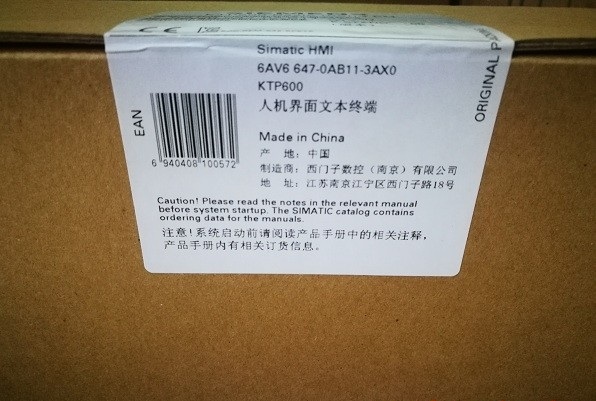 Simatic HMI
6AV6 647-0AB11-3AX0
KTP600
人机界面文本终端
EAN
6 940408 100572
Made in China
产 地: 中国
制造商: 西门子数控（南京）有限公司
地 址: 江苏南京江宁区西门子路18号
Caution! Please read the notes in the relevant manual
before system startup. The SIMATIC catalog contains
ordering data for the manuals.
注意!系统启动前请阅读产品手册中的相关注释,
产品手册内有相关订货信息。
ORIGINAL